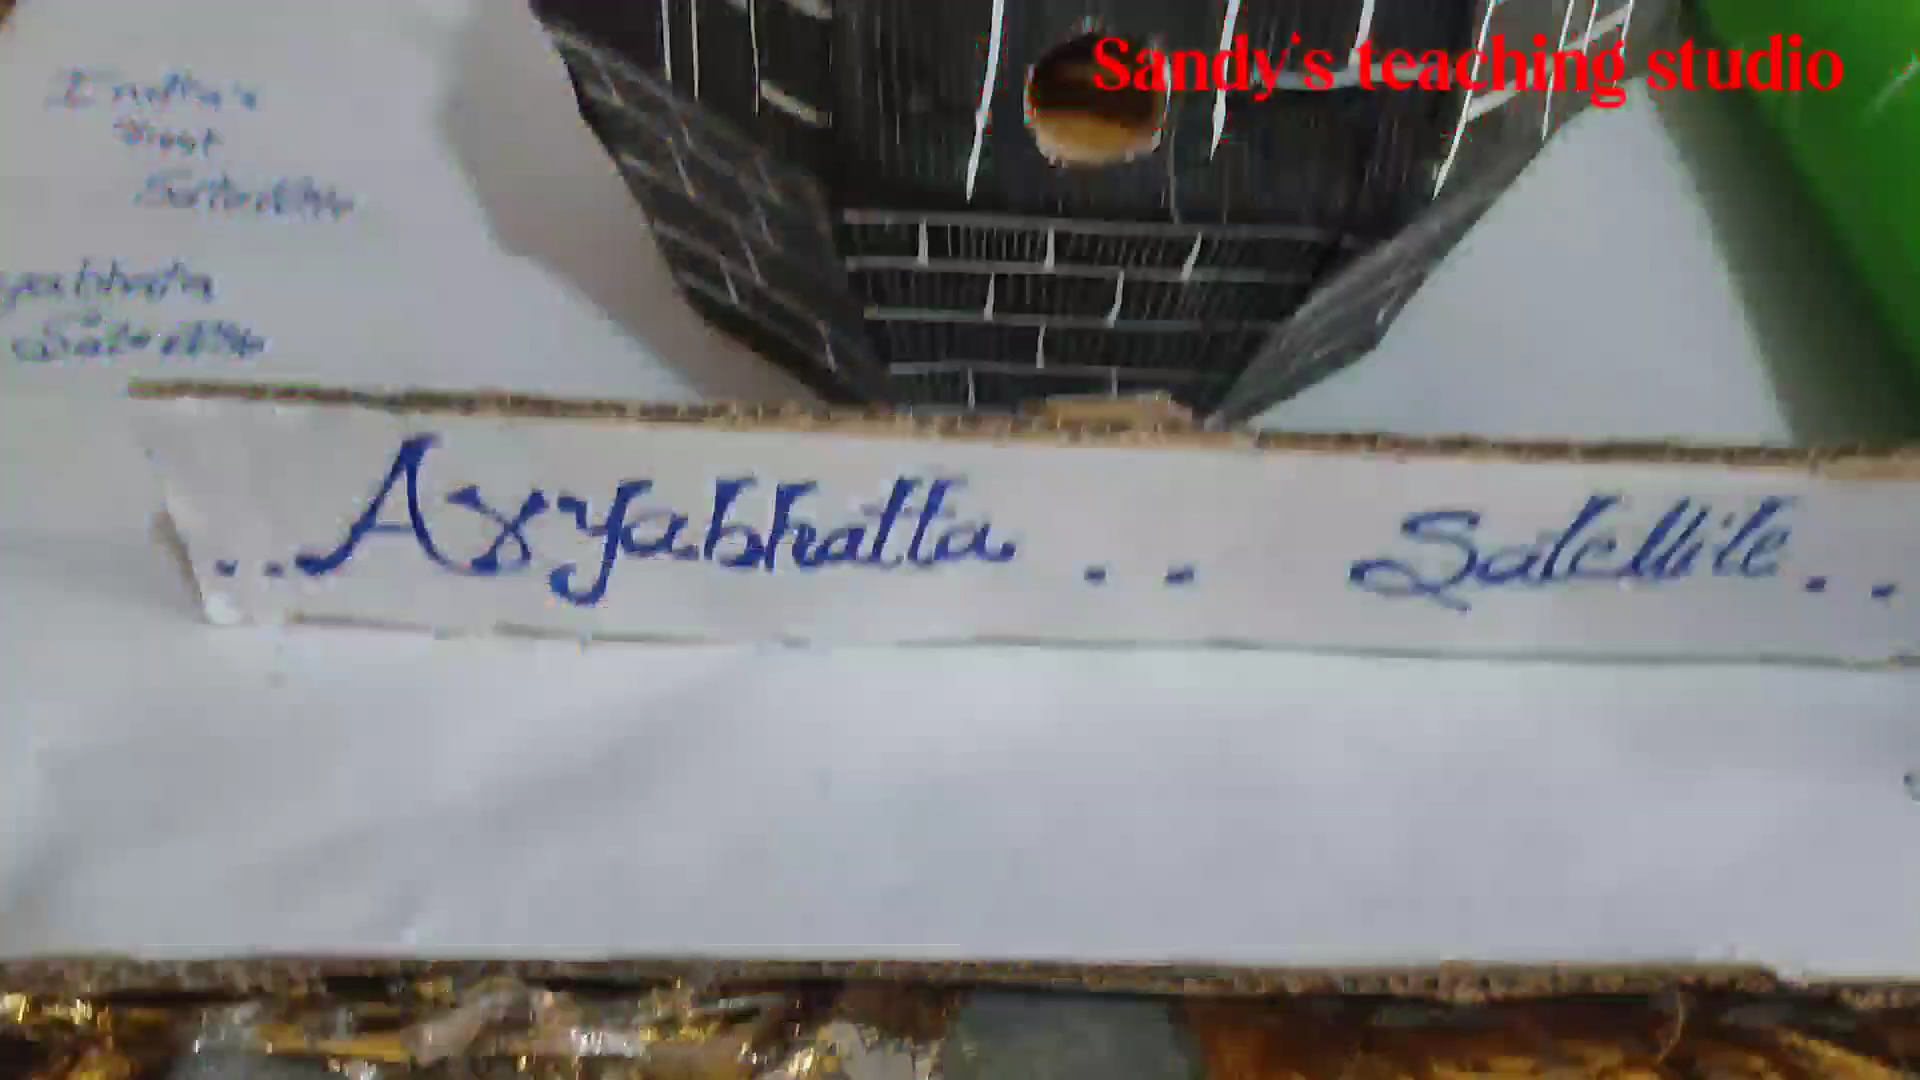 Sandy's teaching studio
India's
first
Satellite
Satellite
..Aryabhatta.. Satellite..